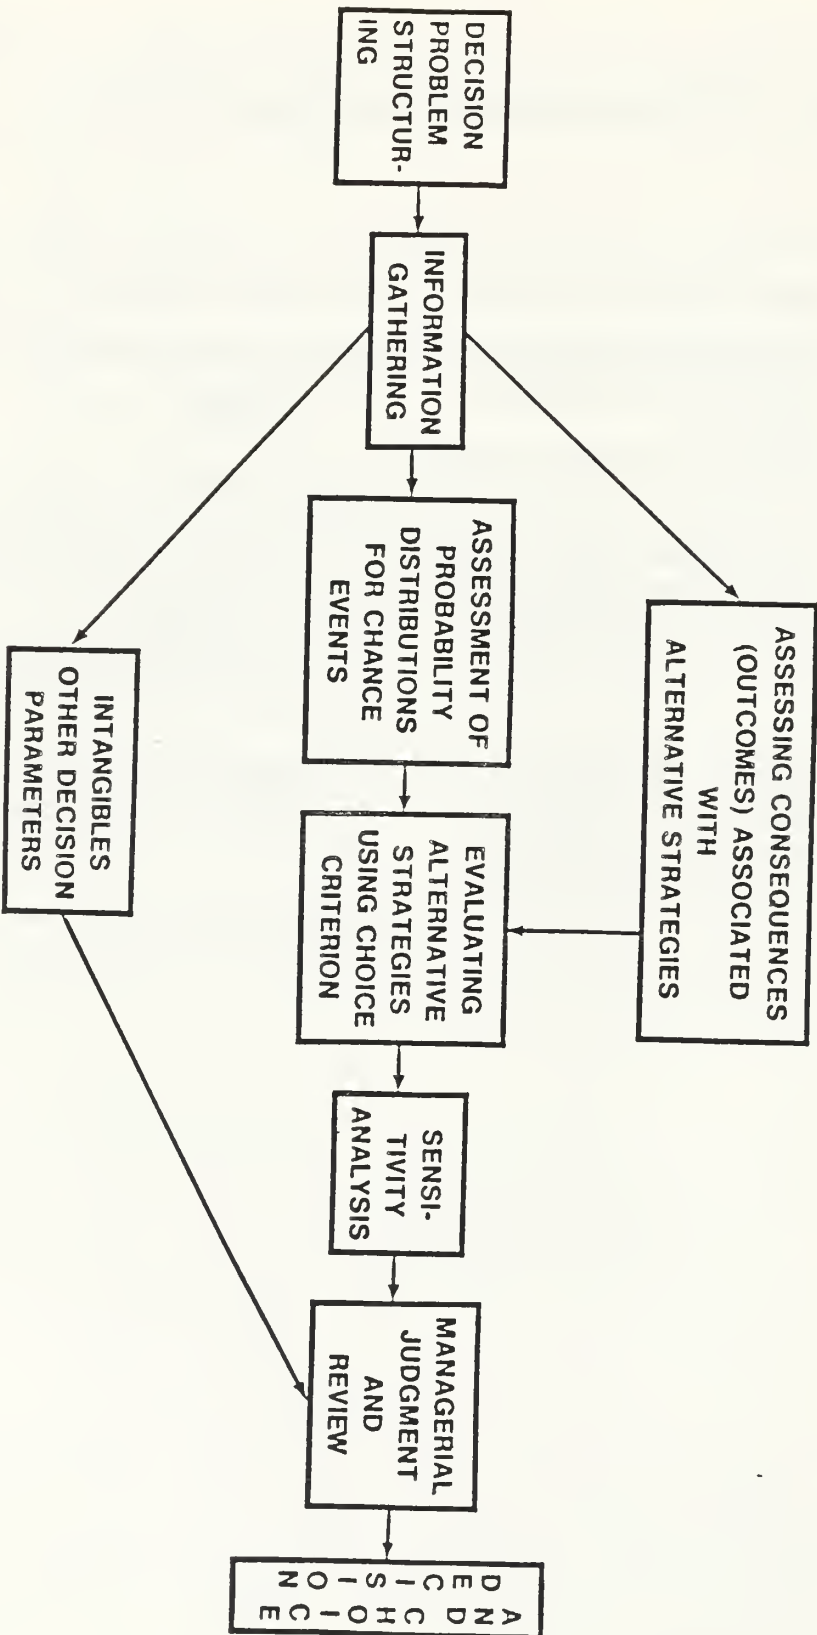 DECISION
PROBLEM
STRUCTUR-
ING
INFORMATION
GATHERING
ASSESSING CONSEQUENCES
(OUTCOMES) ASSOCIATED
WITH
ALTERNATIVE STRATEGIES
ASSESSMENT OF
PROBABILITY
DISTRIBUTIONS
FOR CHANCE
EVENTS
INTANGIBLES
OTHER DECISION
PARAMETERS
EVALUATING
ALTERNATIVE
STRATEGIES
USING CHOICE
CRITERION
SENSI-
TIVITY
ANALYSIS
MANAGERIAL
JUDGMENT
AND
REVIEW
DECISION
AND CHOICE